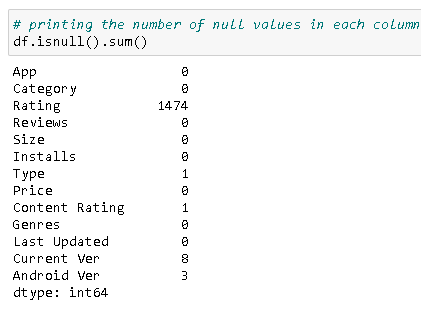 # printing the number of null values in each column
df.isnull().sum()
App 0
Category 0
Rating 1474
Reviews 0
Size 0
Installs 0
Type 1
Price 0
Content Rating 1
Genres 0
Last Updated 0
Current Ver 8
Android Ver 3
dtype: int64